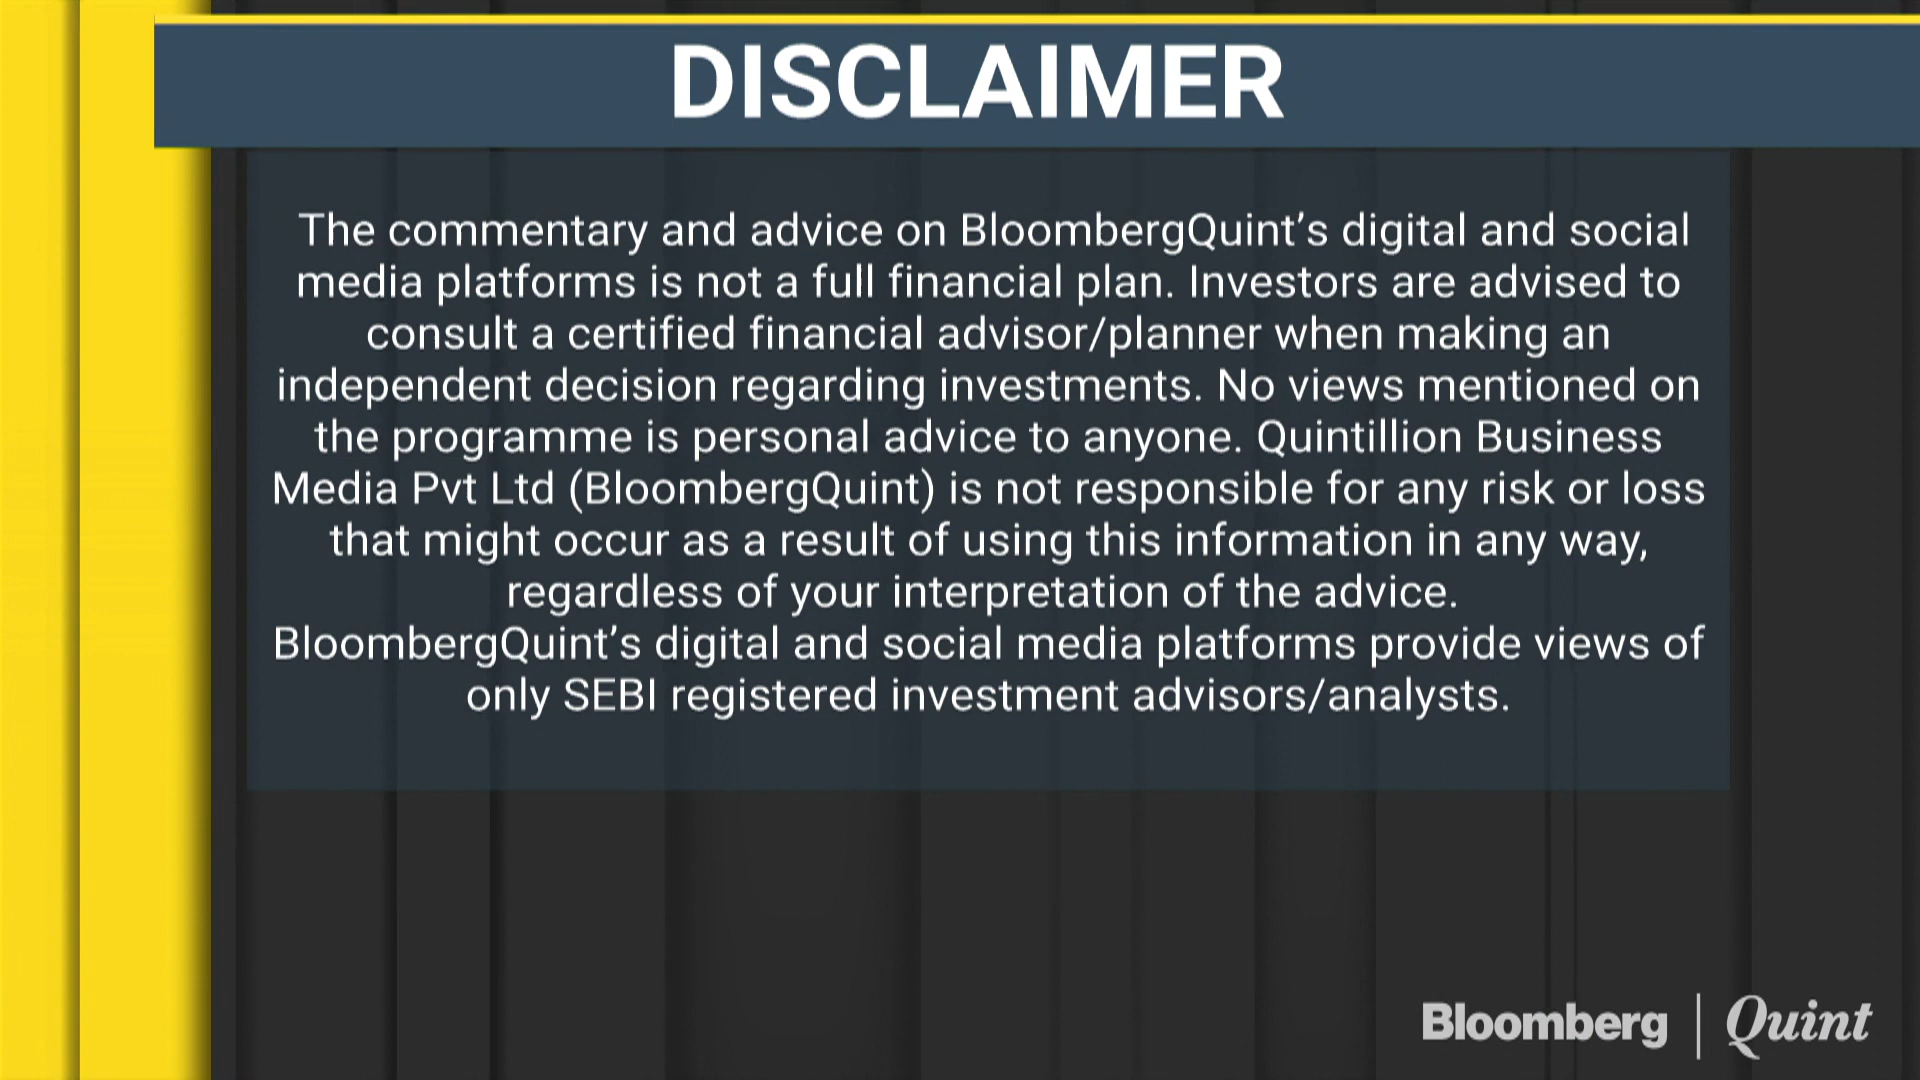 DISCLAIMER
The commentary and advice on BloombergQuint’s digital and social
media platforms is not a full financial plan. Investors are advised to
consult a certified financial advisor/planner when making an
independent decision regarding investments. No views mentioned on
the programme is personal advice to anyone. Quintillion Business
Media Pvt Ltd (BloombergQuint) is not responsible for any risk or loss
that might occur as a result of using this information in any way,
regardless of your interpretation of the advice.
BloombergQuint’s digital and social media platforms provide views of
only SEBI registered investment advisors/analysts.
Bloomberg | Quint